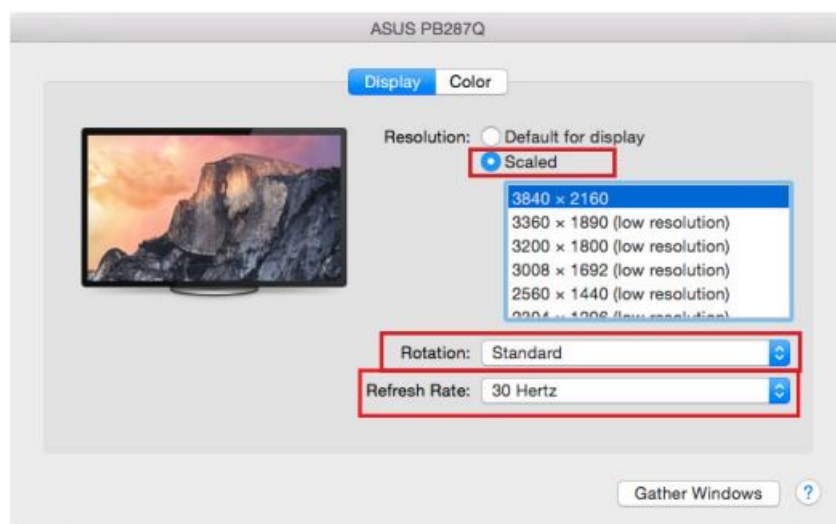 ASUS PB287Q
Display Color
Resolution: Default for display
Scaled
3840 × 2160
3360 × 1890 (low resolution)
3200 × 1800 (low resolution)
3008 × 1692 (low resolution)
2560 × 1440 (low resolution)
Rotation: Standard
Refresh Rate: 30 Hertz
Gather Windows ?